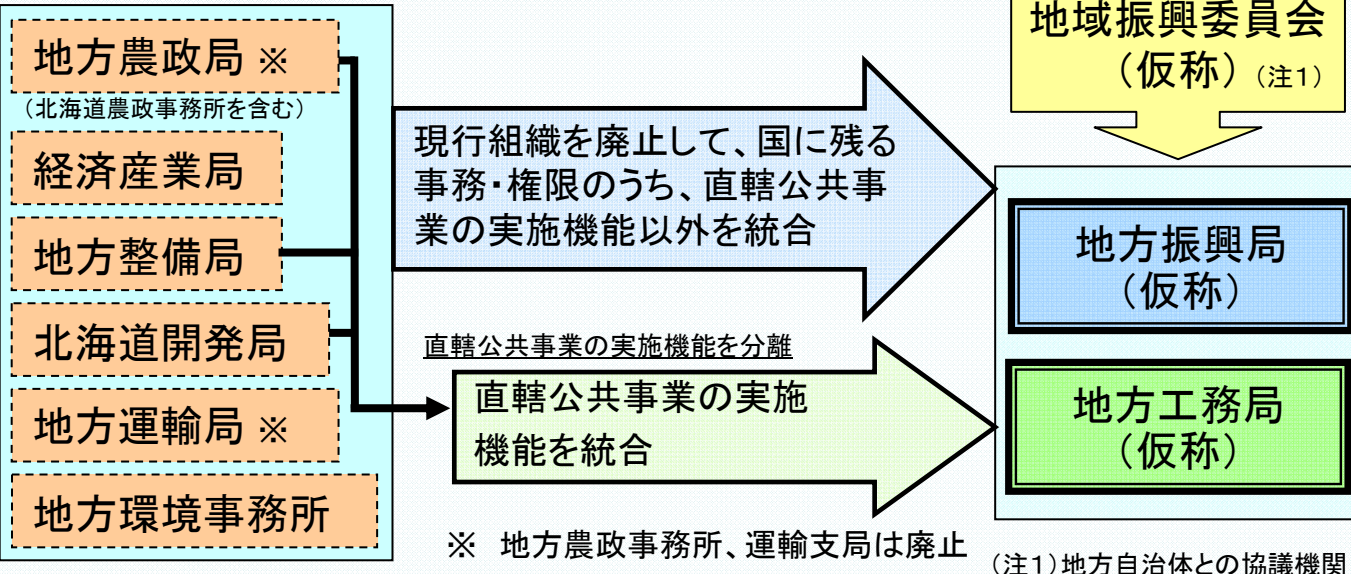 地方農政局 ※
(北海道農政事務所を含む)
経済産業局
地方整備局
北海道開発局
地方運輸局 ※
地方環境事務所
現行組織を廃止して、国に残る
事務・権限のうち、直轄公共事
業の実施機能以外を統合
直轄公共事業の実施機能を分離
直轄公共事業の実施
機能を統合
※ 地方農政事務所、運輸支局は廃止
地域振興委員会
(仮称) (注1)
地方振興局
(仮称)
地方工務局
(仮称)
(注1)地方自治体との協議機関